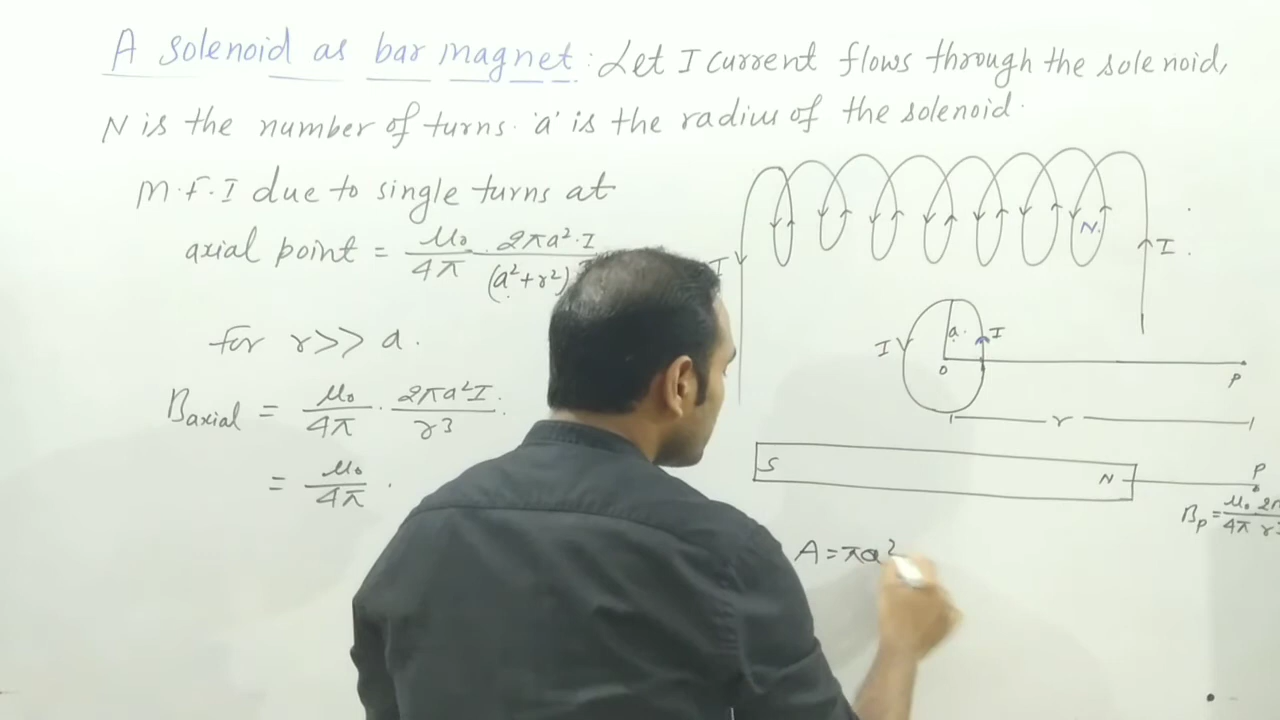 A solenoid as bar magnet: Let I current flows through the solenoid,
N is the number of turns. 'a' is the radius of the solenoid.
M.F.I due to single turns at
axial point = μ₀/4π · 2πa²·I/(a²+r²)
for r>> a.
B axial = μ₀/4π · 2πa²I/r³
= μ₀/4π ·
I
N
I
I
a
I
O
P
r
S
N
P
Bp = μ₀/4π
A = πa²